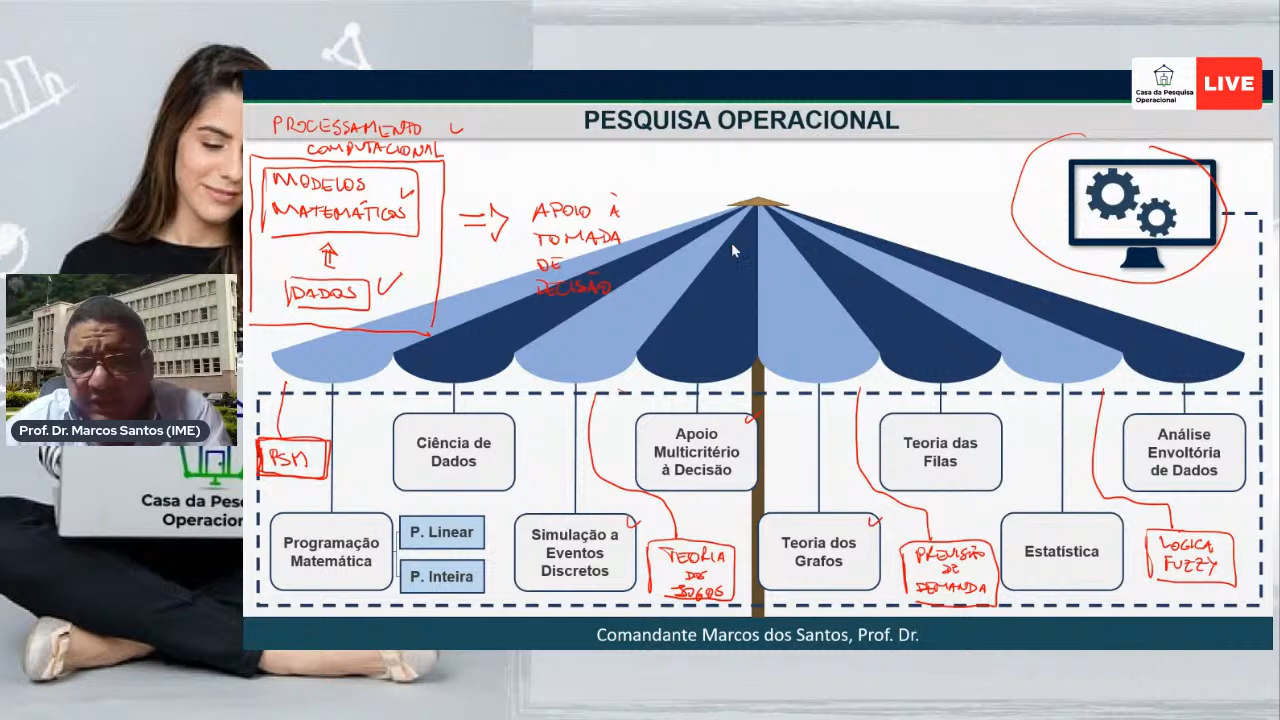 Casa da Pesquisa
Operacional
LIVE
PESQUISA OPERACIONAL
PROCESSAMENTO
COMPUTACIONAL
MODELOS
MATEMÁTICOS
DADOS
APOIO À
TOMADA
DE
DECISÃO
Prof. Dr. Marcos Santos (IME)
Casa da Pes
Operacior
PSM
Ciência de
Dados
Apoio
Multicritério
à Decisão
Teoria das
Filas
Análise
Envoltória
de Dados
Programação
Matemática
P. Linear
P. Inteira
Simulação a
Eventos
Discretos
TEORIA
DOS
JOGOS
Teoria dos
Grafos
PREVISÃO
DE
DEMANDA
Estatística
LOGICA
FUZZY
Comandante Marcos dos Santos, Prof. Dr.